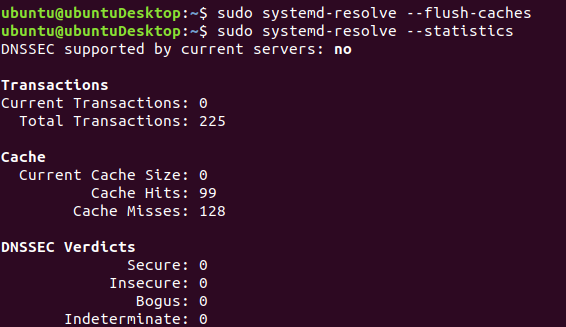 ubuntu@ubuntuDesktop:~$ sudo systemd-resolve --flush-caches
ubuntu@ubuntuDesktop:~$ sudo systemd-resolve --statistics
DNSSEC supported by current servers: no
Transactions
Current Transactions: 0
Total Transactions: 225
Cache
Current Cache Size: 0
Cache Hits: 99
Cache Misses: 128
DNSSEC Verdicts
Secure: 0
Insecure: 0
Bogus: 0
Indeterminate: 0